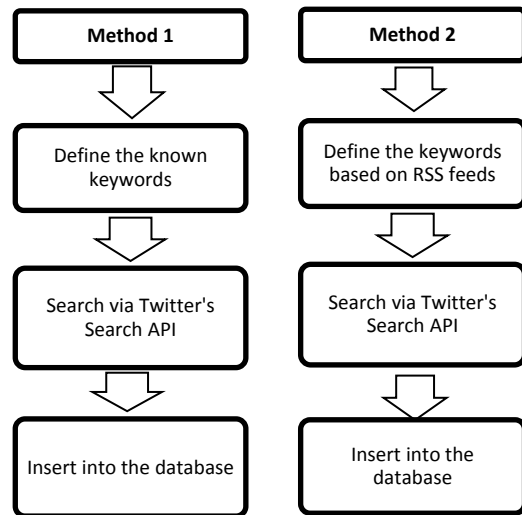 Method 1
Define the known
keywords
Search via Twitter's
Search API
Insert into the database
Method 2
Define the keywords
based on RSS feeds
Search via Twitter's
Search API
Insert into the
database